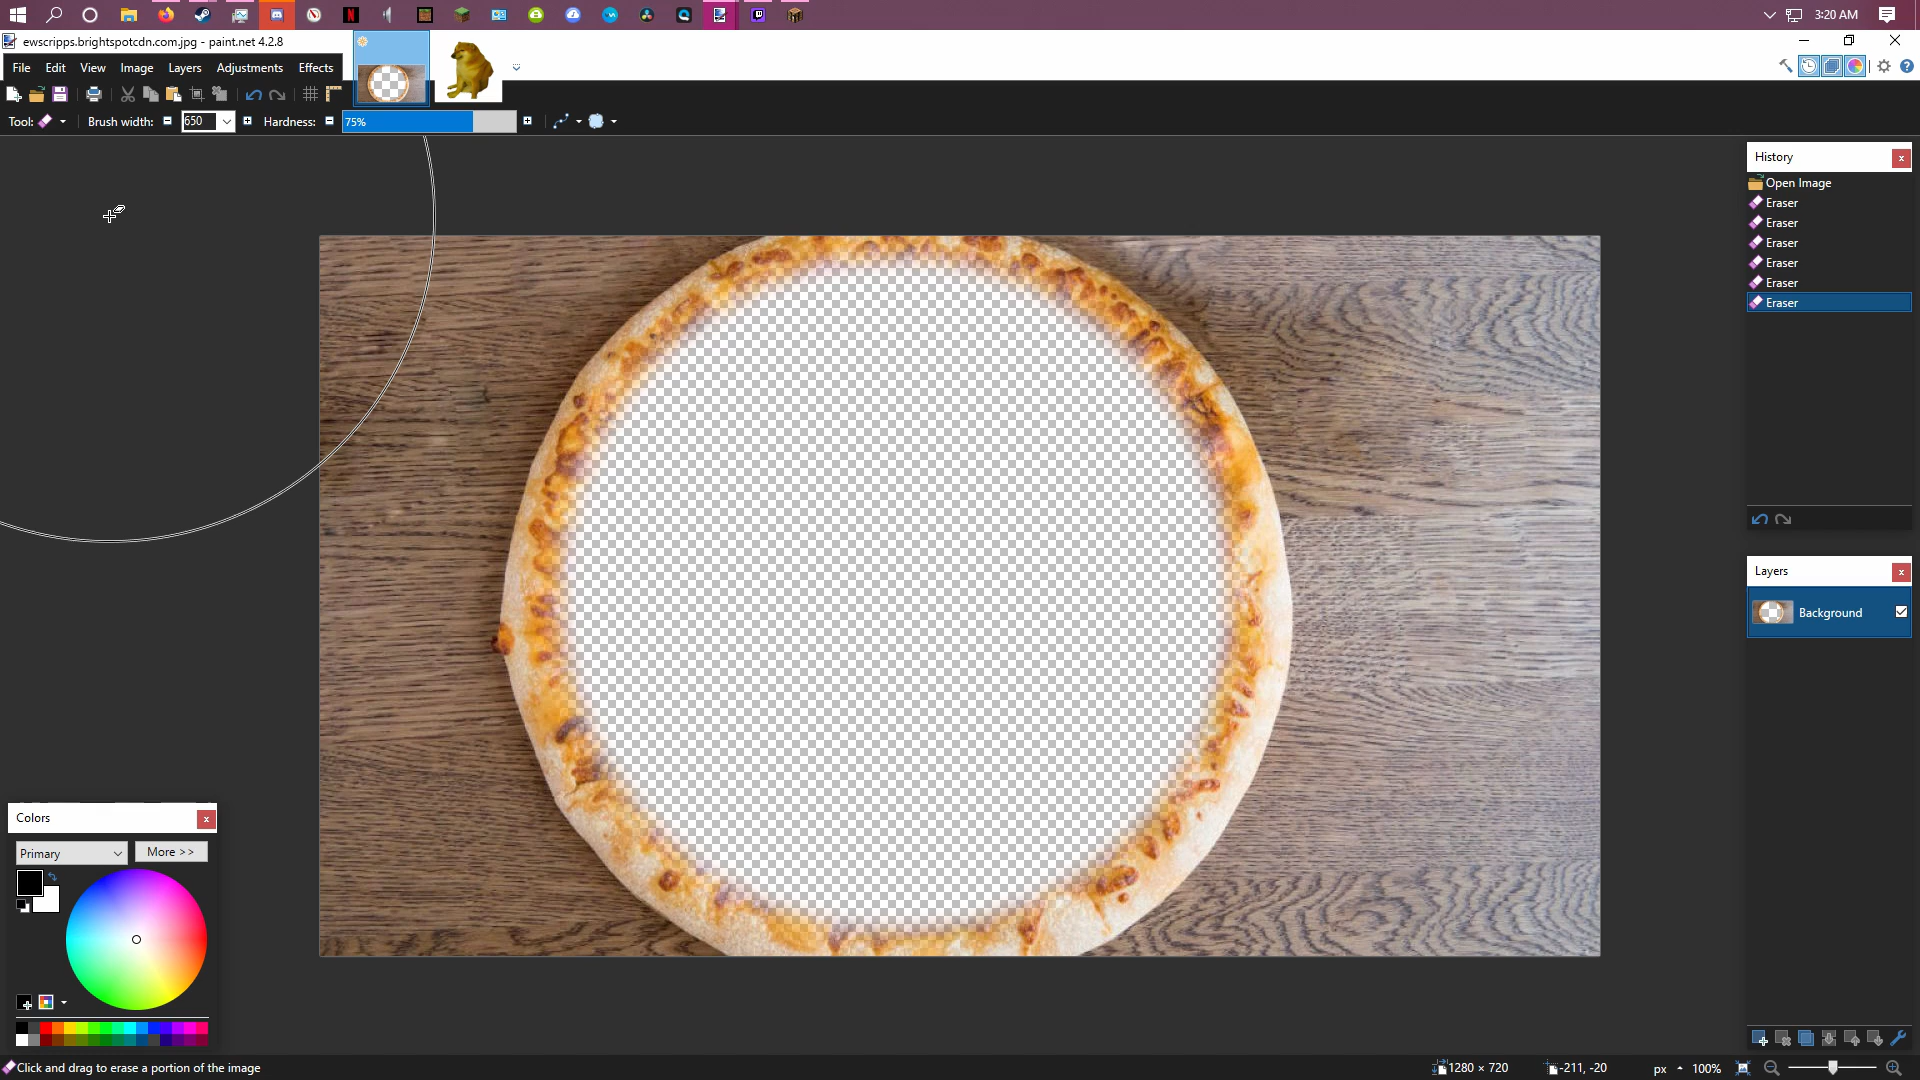 3:20 AM
ewscripps.brightspotcdn.com.jpg - paint.net 4.2.8
File Edit View Image Layers Adjustments Effects
Tool: Brush width: 650 Hardness: 75%
History
Open Image
Eraser
Eraser
Eraser
Eraser
Eraser
Eraser
Layers
Background
Colors
Primary More >>
Click and drag to erase a portion of the image
1280 × 720 -211, -20 px 100%